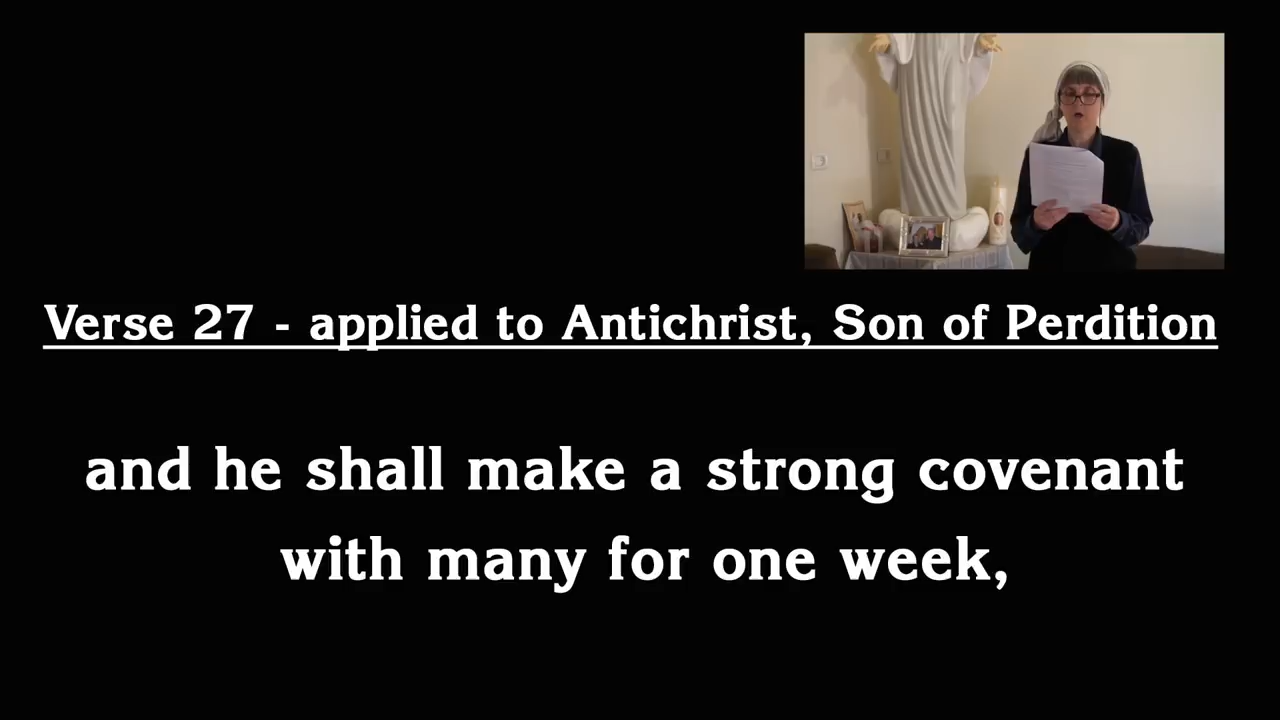 Verse 27 - applied to Antichrist, Son of Perdition
and he shall make a strong covenant
with many for one week,